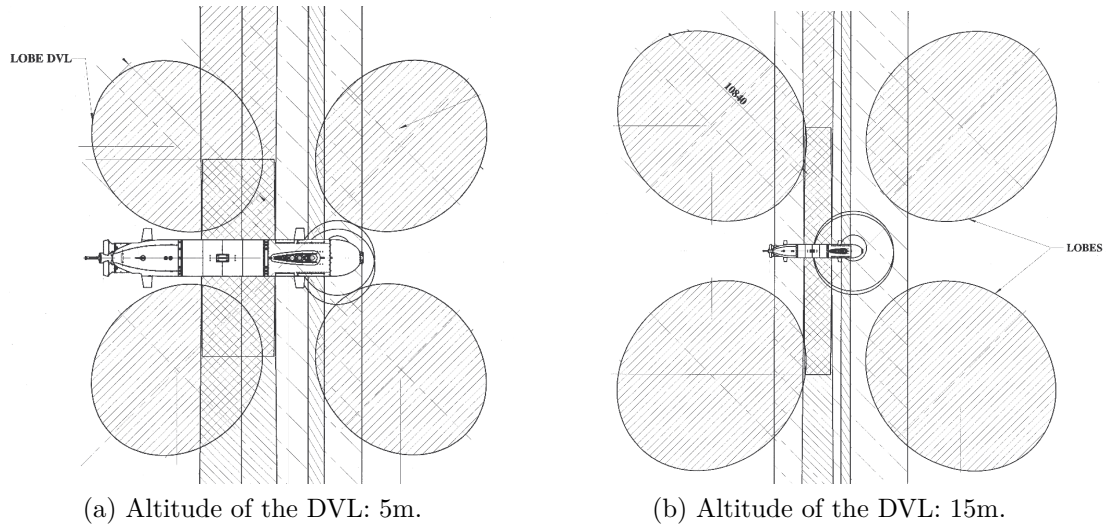 LOBE DVL
10840
LOBES
(a) Altitude of the DVL: 5m.
(b) Altitude of the DVL: 15m.